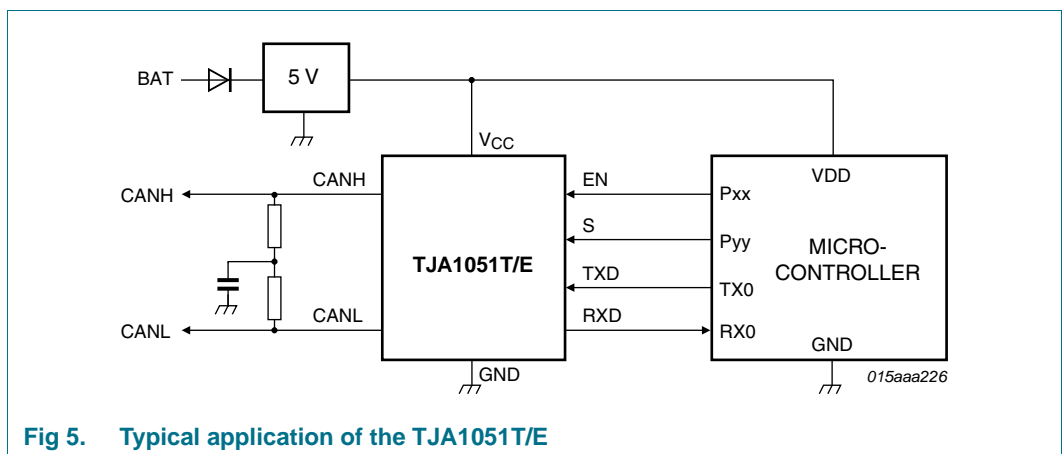 BAT
5 V
VCC
CANH
CANH
EN
Pxx
VDD
S
Pyy
MICRO-
CONTROLLER
TJA1051T/E
TXD
TX0
CANL
CANL
RXD
RX0
GND
GND
015aaa226
Fig 5. Typical application of the TJA1051T/E